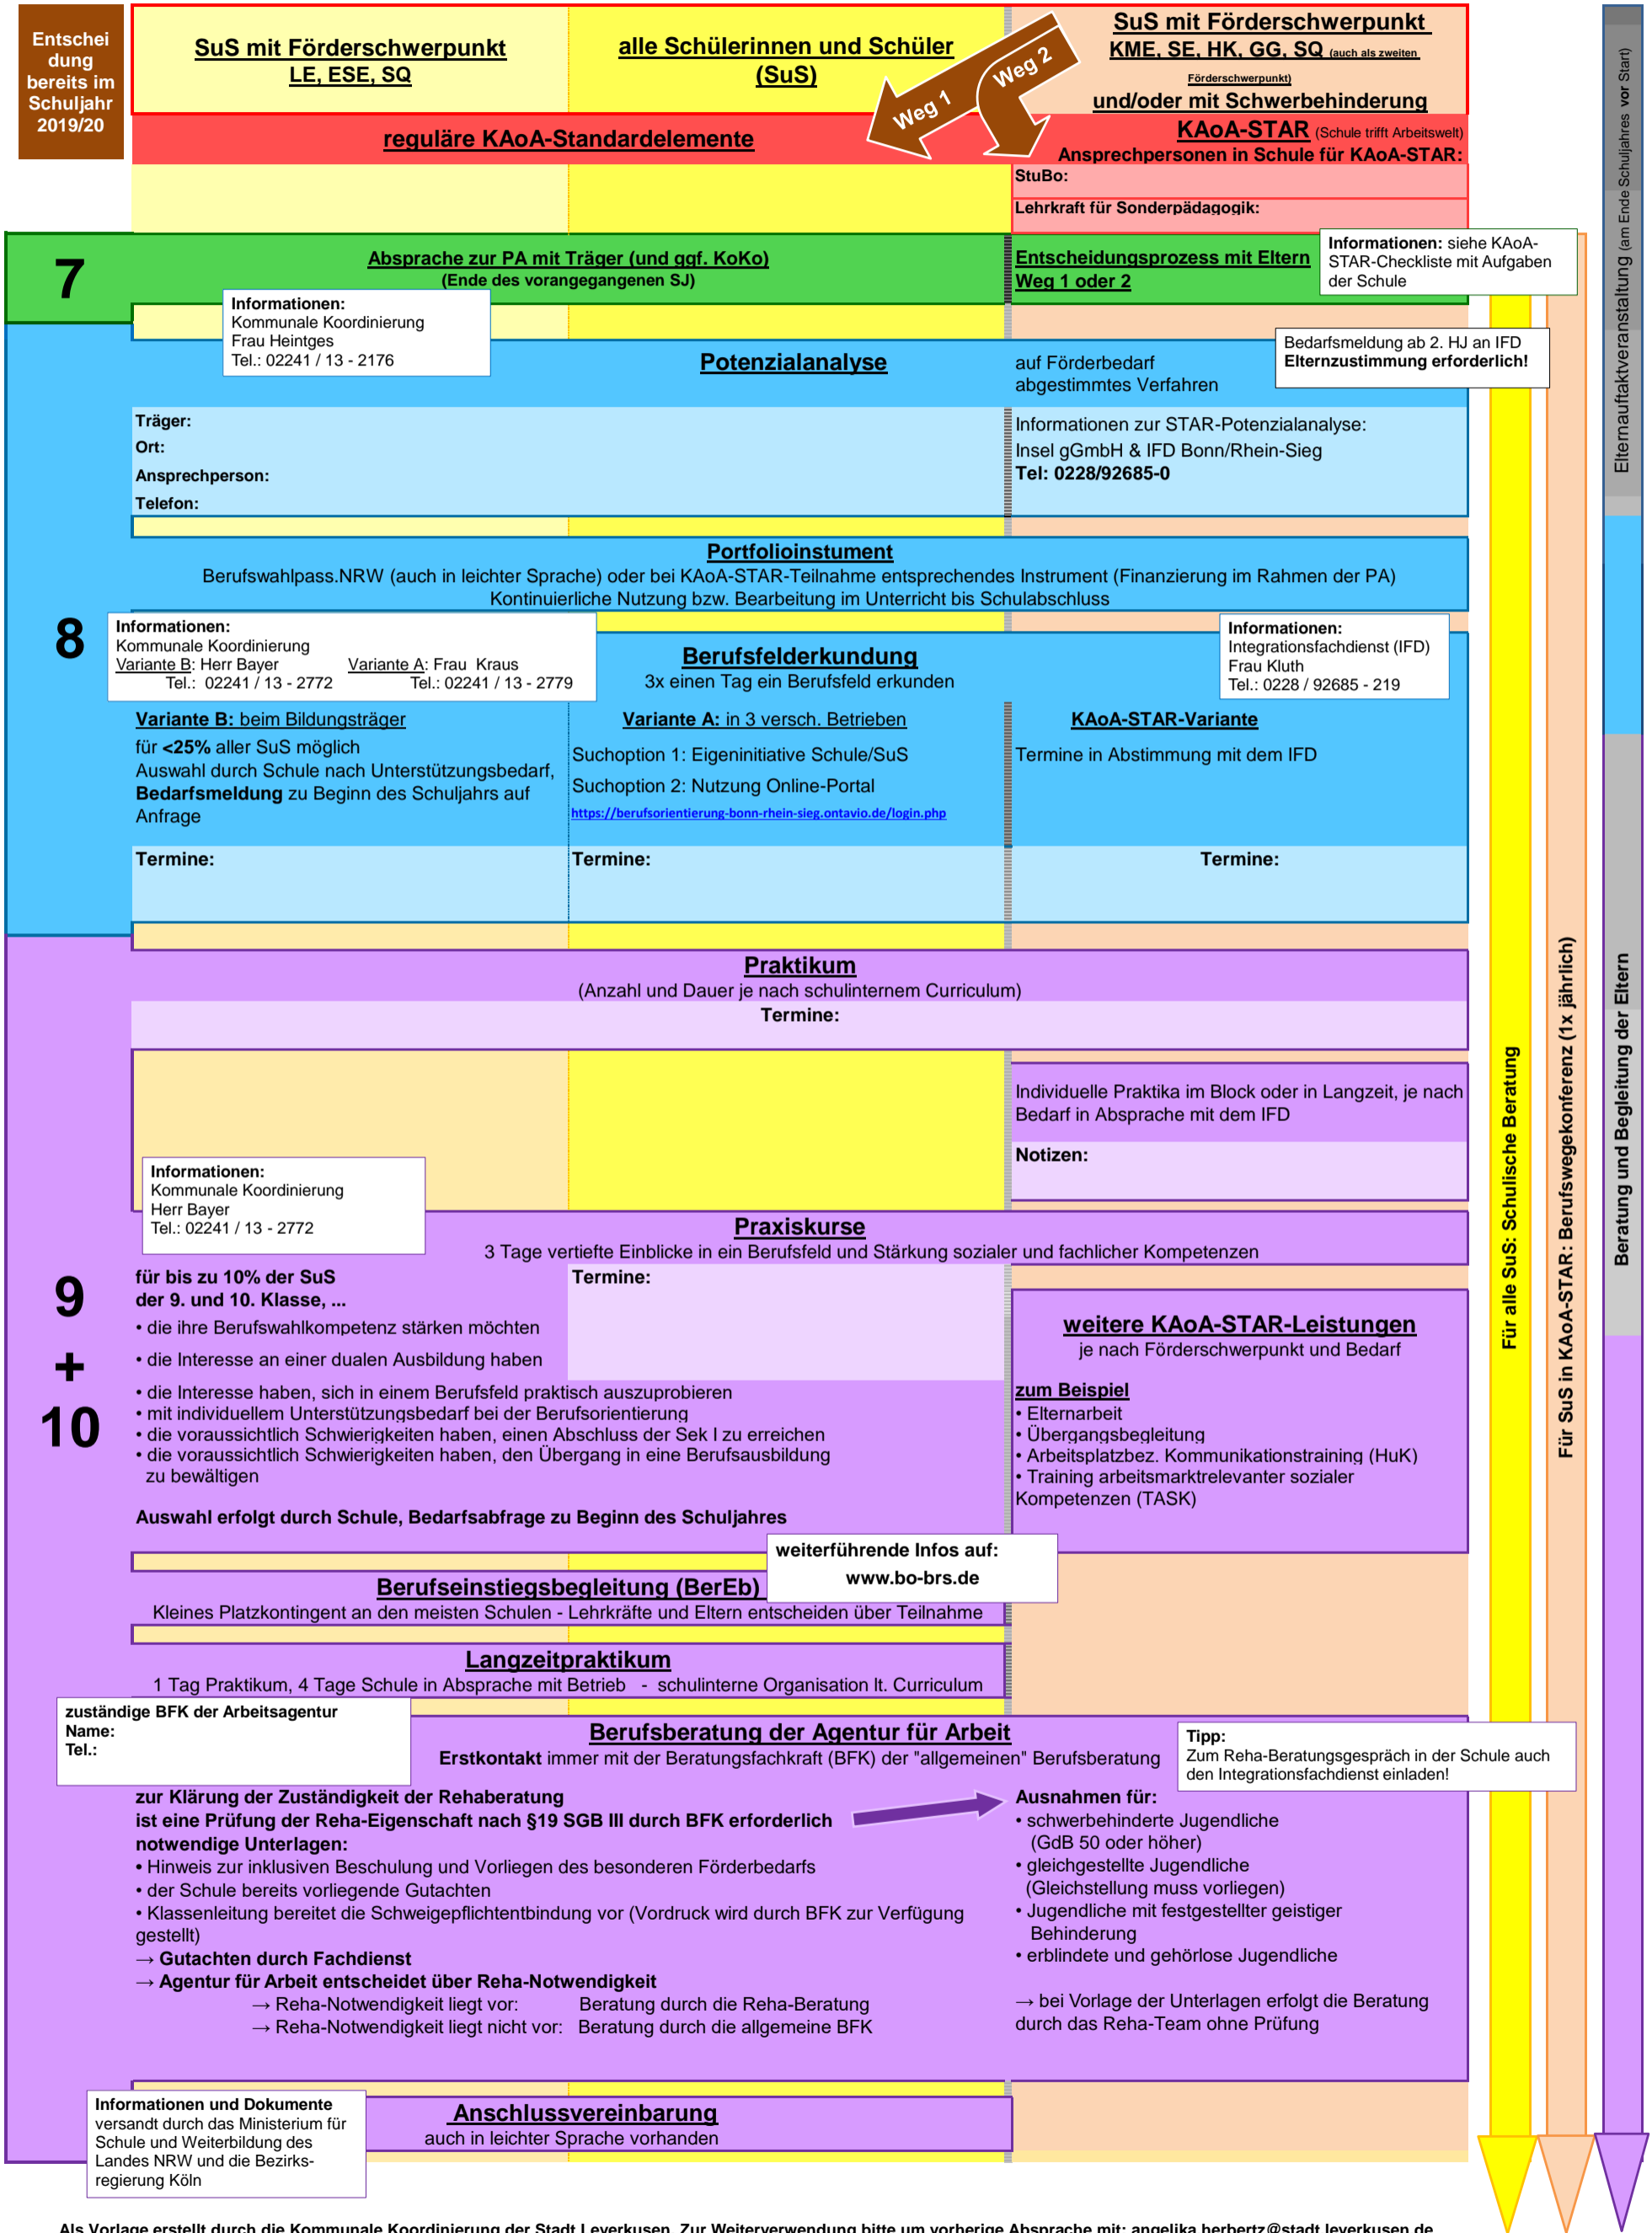 Entschei
dung
bereits im
Schuljahr
2019/20
SuS mit Förderschwerpunkt
LE, ESE, SQ
alle Schülerinnen und Schüler
(SuS)
Weg 1
Weg 2
SuS mit Förderschwerpunkt
KME, SE, HK, GG, SQ (auch als zweiten
Förderschwerpunkt)
und/oder mit Schwerbehinderung
reguläre KAoA-Standardelemente
KAoA-STAR (Schule trifft Arbeitswelt)
Ansprechpersonen in Schule für KAoA-STAR:
StuBo:
Lehrkraft für Sonderpädagogik:
7
Absprache zur PA mit Träger (und ggf. KoKo)
(Ende des vorangegangenen SJ)
Entscheidungsprozess mit Eltern
Weg 1 oder 2
Informationen: siehe KAoA-
STAR-Checkliste mit Aufgaben
der Schule
Informationen:
Kommunale Koordinierung
Frau Heintges
Tel.: 02241 / 13 - 2176
Potenzialanalyse
auf Förderbedarf
abgestimmtes Verfahren
Bedarfsmeldung ab 2. HJ an IFD
Elternzustimmung erforderlich!
Träger:
Ort:
Ansprechperson:
Telefon:
Informationen zur STAR-Potenzialanalyse:
Insel gGmbH & IFD Bonn/Rhein-Sieg
Tel: 0228/92685-0
Portfolioinstument
Berufswahlpass.NRW (auch in leichter Sprache) oder bei KAoA-STAR-Teilnahme entsprechendes Instrument (Finanzierung im Rahmen der PA)
Kontinuierliche Nutzung bzw. Bearbeitung im Unterricht bis Schulabschluss
8
Informationen:
Kommunale Koordinierung
Variante B: Herr Bayer Variante A: Frau Kraus
Tel.: 02241 / 13 - 2772 Tel.: 02241 / 13 - 2779
Berufsfelderkundung
3x einen Tag ein Berufsfeld erkunden
Informationen:
Integrationsfachdienst (IFD)
Frau Kluth
Tel.: 0228 / 92685 - 219
Variante B: beim Bildungsträger
für <25% aller SuS möglich
Auswahl durch Schule nach Unterstützungsbedarf,
Bedarfsmeldung zu Beginn des Schuljahrs auf
Anfrage
Variante A: in 3 versch. Betrieben
Suchoption 1: Eigeninitiative Schule/SuS
Suchoption 2: Nutzung Online-Portal
https://berufsorientierung-bonn-rhein-sieg.ontavio.de/login.php
KAoA-STAR-Variante
Termine in Abstimmung mit dem IFD
Termine:
Termine:
Termine:
Praktikum
(Anzahl und Dauer je nach schulinternem Curriculum)
Termine:
Individuelle Praktika im Block oder in Langzeit, je nach
Bedarf in Absprache mit dem IFD
Notizen:
Informationen:
Kommunale Koordinierung
Herr Bayer
Tel.: 02241 / 13 - 2772
Praxiskurse
3 Tage vertiefte Einblicke in ein Berufsfeld und Stärkung sozialer und fachlicher Kompetenzen
9
+
10
für bis zu 10% der SuS
der 9. und 10. Klasse, ...
• die ihre Berufswahlkompetenz stärken möchten
• die Interesse an einer dualen Ausbildung haben
• die Interesse haben, sich in einem Berufsfeld praktisch auszuprobieren
• mit individuellem Unterstützungsbedarf bei der Berufsorientierung
• die voraussichtlich Schwierigkeiten haben, einen Abschluss der Sek I zu erreichen
• die voraussichtlich Schwierigkeiten haben, den Übergang in eine Berufsausbildung
zu bewältigen
Auswahl erfolgt durch Schule, Bedarfsabfrage zu Beginn des Schuljahres
Termine:
weitere KAoA-STAR-Leistungen
je nach Förderschwerpunkt und Bedarf
zum Beispiel
• Elternarbeit
• Übergangsbegleitung
• Arbeitsplatzbez. Kommunikationstraining (HuK)
• Training arbeitsmarktrelevanter sozialer
Kompetenzen (TASK)
weiterführende Infos auf:
www.bo-brs.de
Berufseinstiegsbegleitung (BerEb)
Kleines Platzkontingent an den meisten Schulen - Lehrkräfte und Eltern entscheiden über Teilnahme
Langzeitpraktikum
1 Tag Praktikum, 4 Tage Schule in Absprache mit Betrieb - schulinterne Organisation lt. Curriculum
zuständige BFK der Arbeitsagentur
Name:
Tel.:
Berufsberatung der Agentur für Arbeit
Erstkontakt immer mit der Beratungsfachkraft (BFK) der "allgemeinen" Berufsberatung
Tipp:
Zum Reha-Beratungsgespräch in der Schule auch
den Integrationsfachdienst einladen!
zur Klärung der Zuständigkeit der Rehaberatung
ist eine Prüfung der Reha-Eigenschaft nach §19 SGB III durch BFK erforderlich
notwendige Unterlagen:
• Hinweis zur inklusiven Beschulung und Vorliegen des besonderen Förderbedarfs
• der Schule bereits vorliegende Gutachten
• Klassenleitung bereitet die Schweigepflichtentbindung vor (Vordruck wird durch BFK zur Verfügung
gestellt)
→ Gutachten durch Fachdienst
→ Agentur für Arbeit entscheidet über Reha-Notwendigkeit
→ Reha-Notwendigkeit liegt vor: Beratung durch die Reha-Beratung
→ Reha-Notwendigkeit liegt nicht vor: Beratung durch die allgemeine BFK
Ausnahmen für:
• schwerbehinderte Jugendliche
(GdB 50 oder höher)
• gleichgestellte Jugendliche
(Gleichstellung muss vorliegen)
• Jugendliche mit festgestellter geistiger
Behinderung
• erblindete und gehörlose Jugendliche
→ bei Vorlage der Unterlagen erfolgt die Beratung
durch das Reha-Team ohne Prüfung
Informationen und Dokumente
versandt durch das Ministerium für
Schule und Weiterbildung des
Landes NRW und die Bezirks-
regierung Köln
Anschlussvereinbarung
auch in leichter Sprache vorhanden
Für alle SuS: Schulische Beratung
Für SuS in KAoA-STAR: Berufswegekonferenz (1x jährlich)
Elternauftaktveranstaltung (am Ende Schuljahres vor Start)
Beratung und Begleitung der Eltern
Als Vorlage erstellt durch die Kommunale Koordinierung der Stadt Leverkusen. Zur Weiterverwendung bitte um vorherige Absprache mit: angelika.herbertz@stadt.leverkusen.de